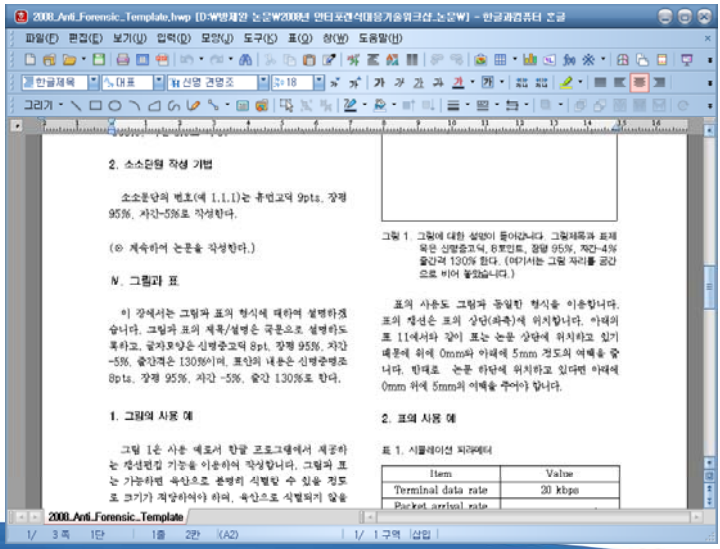 2008_Anti_Forensic_Template.hwp [D:₩방제완 논문₩2008년 안티포렌식대응기술워크샵_논문₩] - 한글과컴퓨터 한글
파일(F) 편집(E) 보기(U) 입력(D) 모양(J) 도구(K) 표(Q) 창(W) 도움말(H)
한글제목 대표 신명 견명조 18
2. 소소단원 작성 기법
소소문단의 번호(예 1.1.1)는 휴먼고딕 9pts, 장평
95%, 자간-5%로 작성한다.
(☺ 계속하여 논문을 작성한다.)
Ⅳ. 그림과 표
이 장에서는 그림과 표의 형식에 대하여 설명하겠
습니다. 그림과 표의 제목/설명은 국문으로 설명하도
록하고, 글자모양은 신명중고딕 8pt, 장평 95%, 자간
-5%, 줄간격은 130%이며, 표안의 내용은 신명중명조
8pts, 장평 95%, 자간 -5%, 줄간 130%로 한다.
1. 그림의 사용 예
그림 1은 사용 예로서 한글 프로그램에서 제공하
는 캡션편집 기능을 이용하여 작성합니다. 그림과 표
는 가능하면 육안으로 분명히 식별할 수 있을 정도
로 크기가 적당하여야 하며, 육안으로 식별되지 않을
그림 1. 그림에 대한 설명이 들어갑니다. 그림제목과 표제
목은 신명중고딕, 8포인트, 장평 95%, 자간-4%
줄간격 130% 한다. (여기서는 그림 자리를 공간
으로 비어 놓았습니다.)
표의 사용도 그림과 동일한 형식을 이용합니다.
표의 캡션은 표의 상단(좌측)에 위치합니다. 아래의
표 11에서와 같이 표는 논문 상단에 위치하고 있기
때문에 위에 0mm와 아래에 5mm 정도의 여백을 줍
니다. 반대로 논문 하단에 위치하고 있다면 아래에
0mm 위에 5mm의 여백을 주어야 합니다.
2. 표의 사용 예
표 1. 시뮬레이션 파라메터
Item Value
Terminal data rate 20 kbps
Packet arrival rate
2008_Anti_Forensic_Template
1/ 3 쪽 1단 1줄 2칸 (A2) 1/ 1 구역 삽입